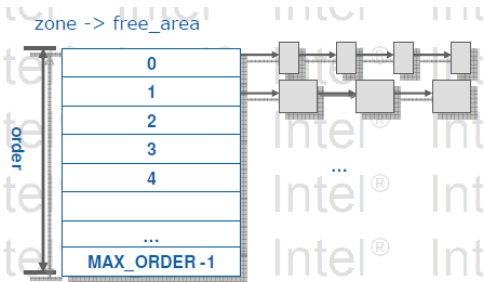 zone -> free_area
0
1
2
3
4
...
MAX_ORDER -1
order
...
Intel®
Intel®
Intel®